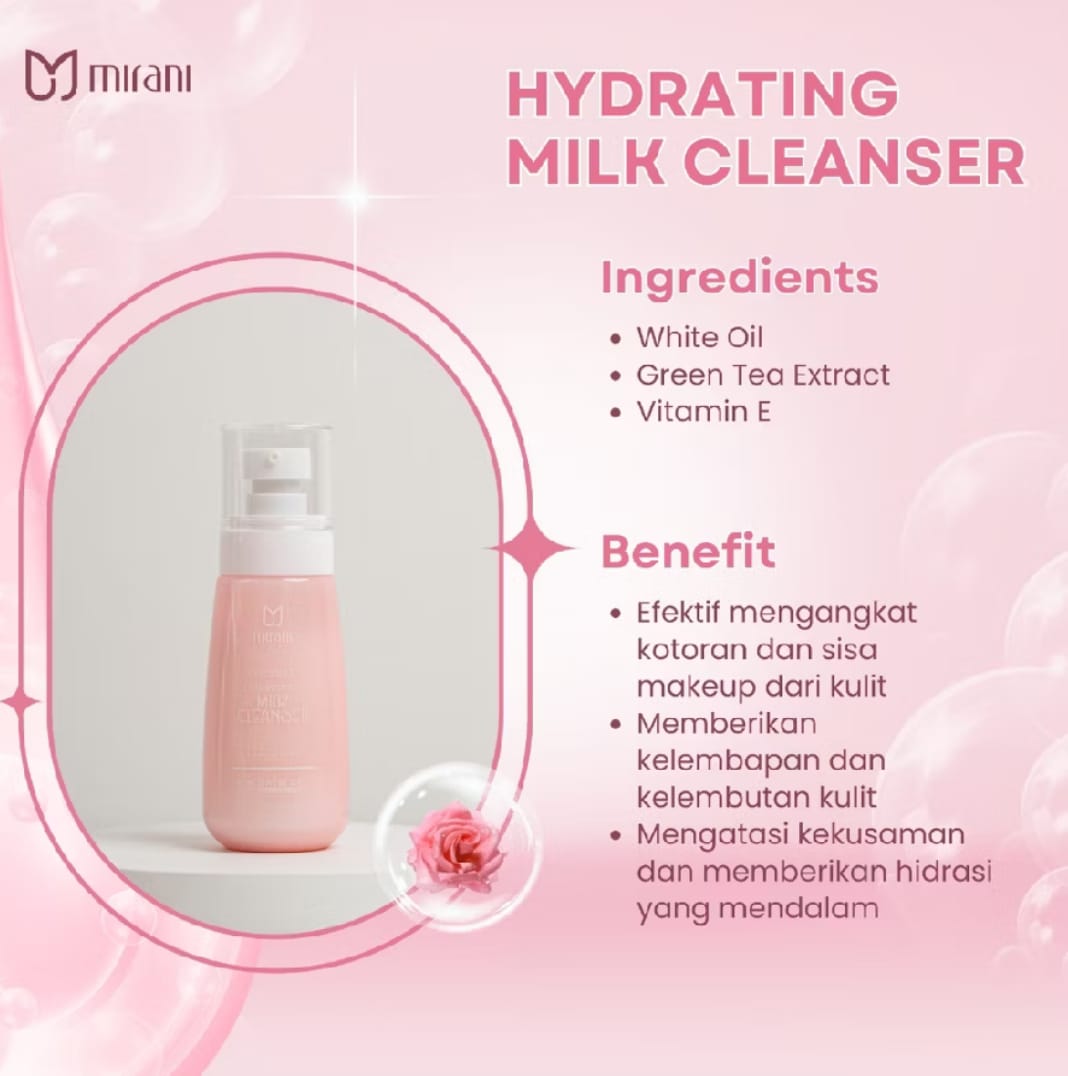 mirani
HYDRATING
MILK CLEANSER
Ingredients
• White Oil
• Green Tea Extract
• Vitamin E
Benefit
• Efektif mengangkat
kotoran dan sisa
makeup dari kulit
• Memberikan
kelembapan dan
kelembutan kulit
• Mengatasi kekusaman
dan memberikan hidrasi
yang mendalam
mirani
MILK
CLEANSER